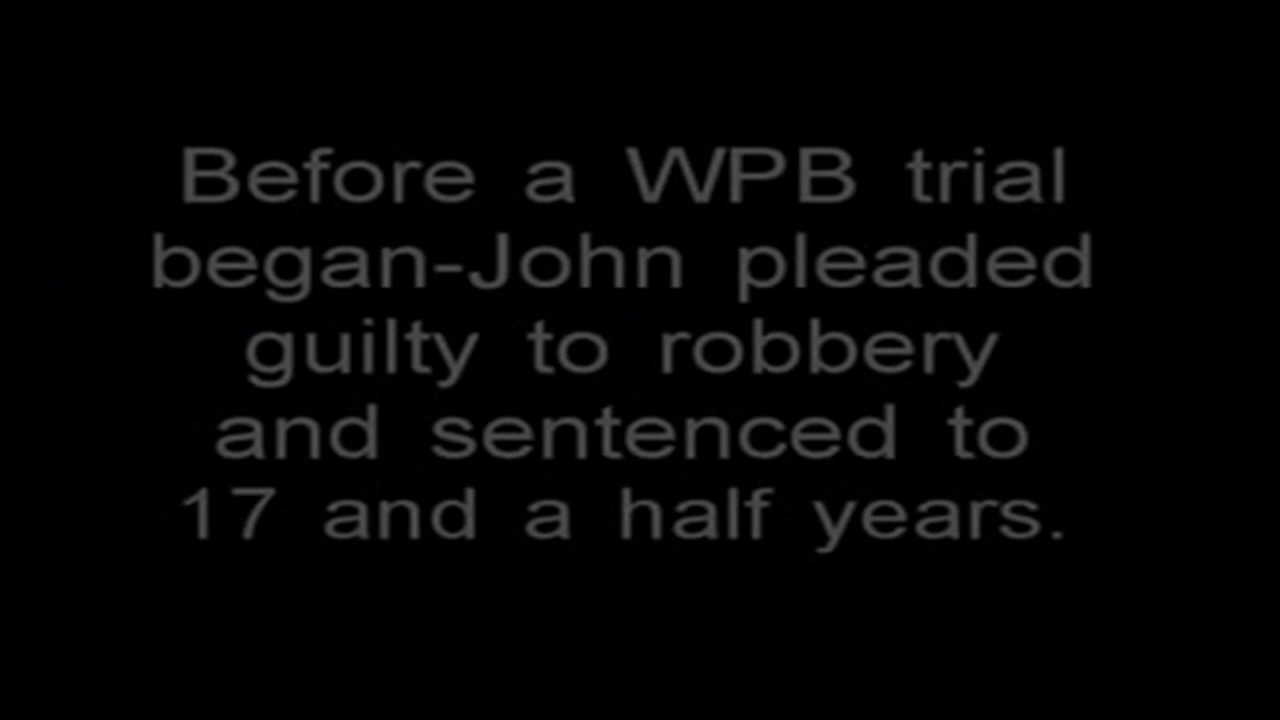 Before a WPB trial
began-John pleaded
guilty to robbery
and sentenced to
17 and a half years.